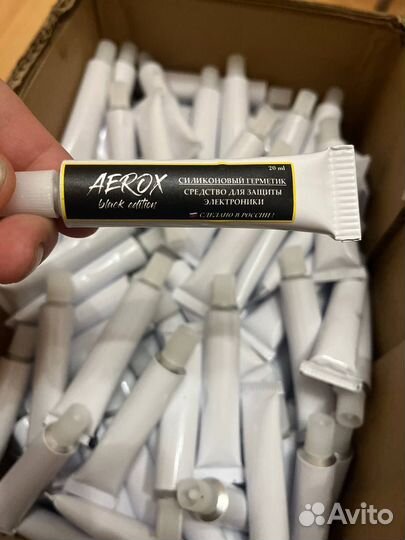 AEROX
black edition
20 ml
СИЛИКОНОВЫЙ ГЕРМЕТИК
СРЕДСТВО ДЛЯ ЗАЩИТЫ
ЭЛЕКТРОНИКИ
СДЕЛАНО В РОССИИ!
Avito